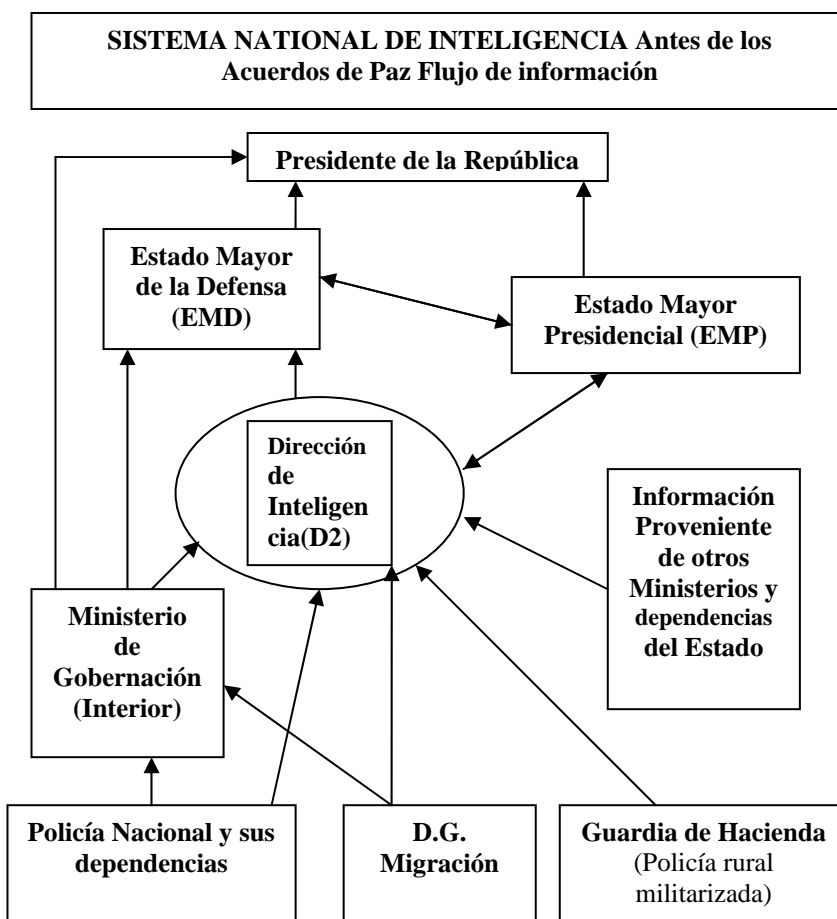 SISTEMA NATIONAL DE INTELIGENCIA Antes de los
Acuerdos de Paz Flujo de información
Presidente de la República
Estado Mayor
de la Defensa
(EMD)
Estado Mayor
Presidencial (EMP)
Dirección
de
Inteligen
cia(D2)
Información
Proveniente
de otros
Ministerios y
dependencias
del Estado
Ministerio
de
Gobernación
(Interior)
Policía Nacional y sus
dependencias
D.G.
Migración
Guardia de Hacienda
(Policía rural
militarizada)